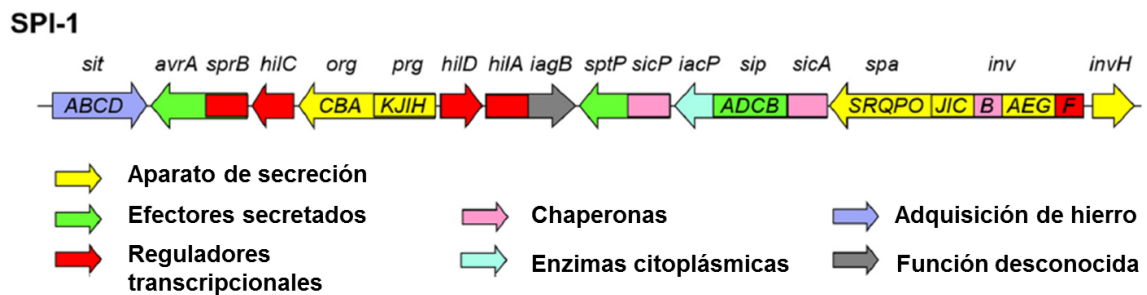 SPI-1
sit avrA sprB hilC org prg hilD hilA iagB sptP sicP iacP sip sicA spa inv invH
ABCD CBA KJIH ADCB SRQPO JIC B AEG F
Aparato de secreción
Efectores secretados Chaperonas Adquisición de hierro
Reguladores
transcripcionales
Enzimas citoplásmicas Función desconocida